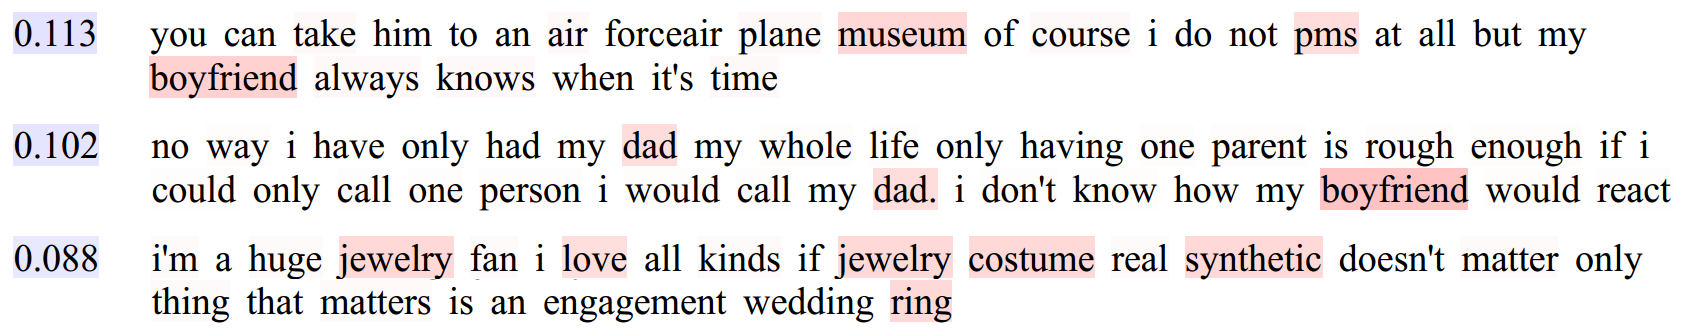 0.113 you can take him to an air forceair plane museum of course i do not pms at all but my
boyfriend always knows when it's time
0.102 no way i have only had my dad my whole life only having one parent is rough enough if i
could only call one person i would call my dad. i don't know how my boyfriend would react
0.088 i'm a huge jewelry fan i love all kinds if jewelry costume real synthetic doesn't matter only
thing that matters is an engagement wedding ring